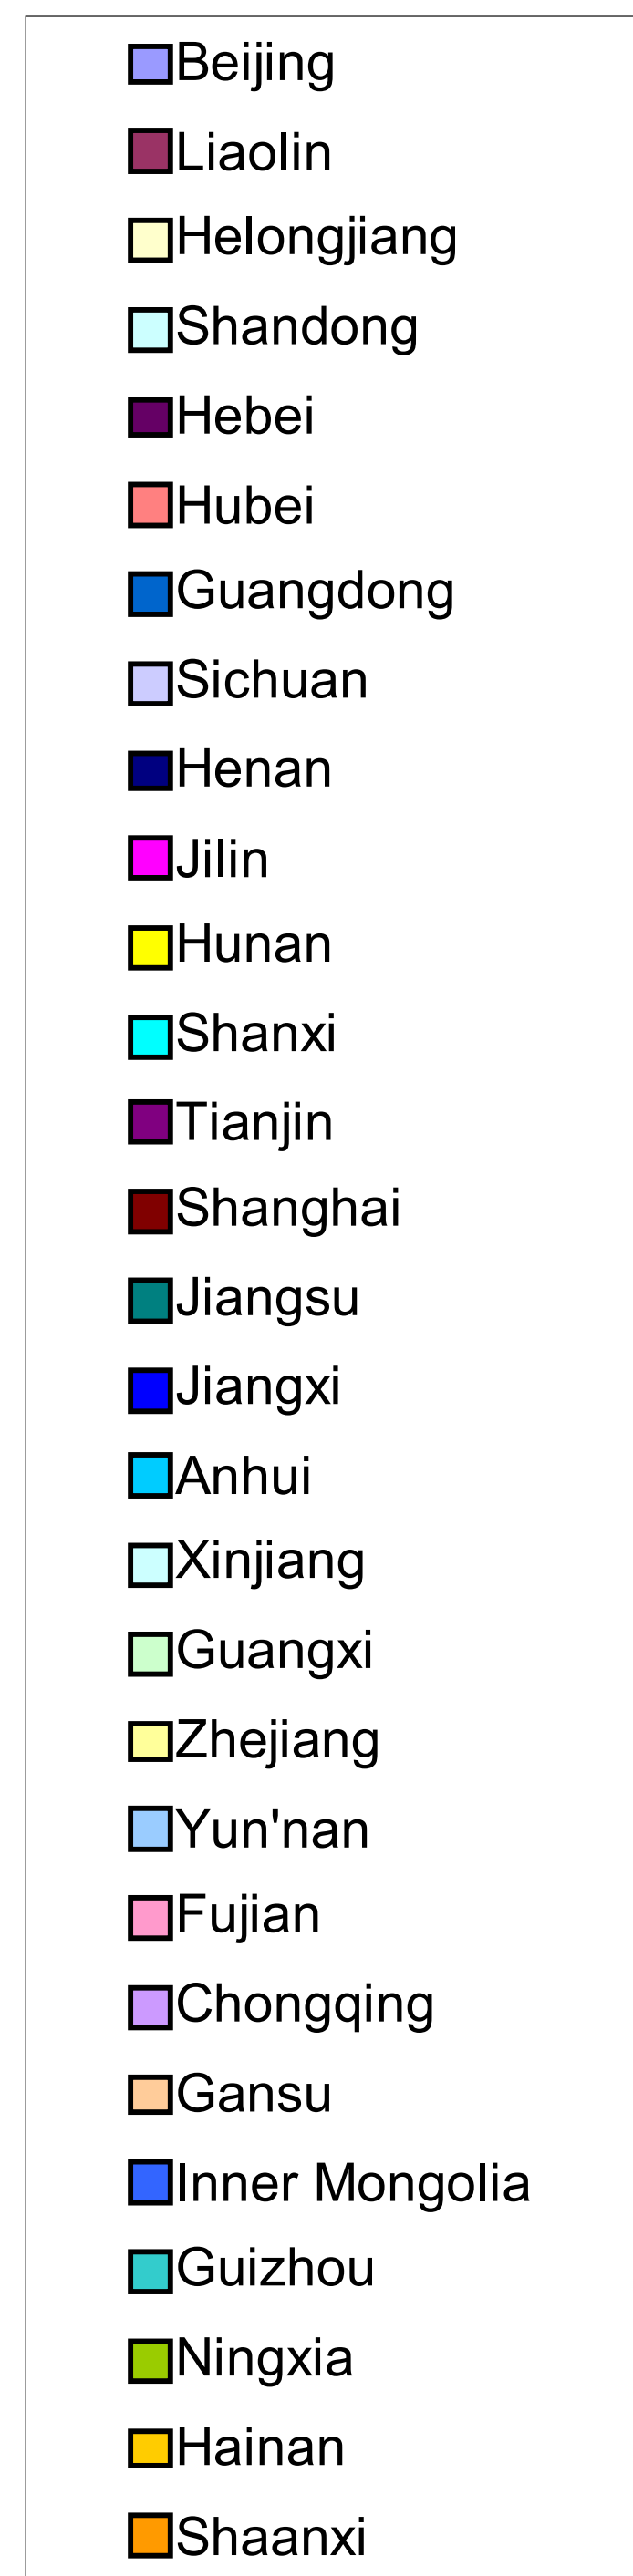 Beijing
Liaolin
Helongjiang
Shandong
Hebei
Hubei
Guangdong
Sichuan
Henan
Jilin
Hunan
Shanxi
Tianjin
Shanghai
Jiangsu
Jiangxi
Anhui
Xinjiang
Guangxi
Zhejiang
Yun'nan
Fujian
Chongqing
Gansu
Inner Mongolia
Guizhou
Ningxia
Hainan
Shaanxi